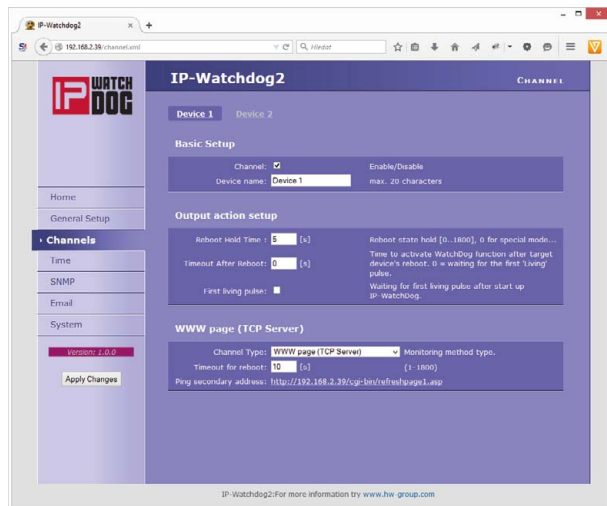 IP-Watchdog2
192.168.2.39/channel.xml
Hledat
IP WATCH DOG
IP-Watchdog2
CHANNEL
Device 1 Device 2
Basic Setup
Channel: Enable/Disable
Device name: Device 1 max. 20 characters
Home
General Setup
Channels
Time
SNMP
Email
System
Version: 1.0.0
Apply Changes
Output action setup
Reboot Hold Time : 5 [s] Reboot state hold [0..1800], 0 for special mode...
Timeout After Reboot: 0 [s] Time to activate WatchDog function after target
device's reboot. 0 = waiting for the first 'Living'
pulse.
First living pulse: Waiting for first living pulse after start up
IP-WatchDog.
WWW page (TCP Server)
Channel Type: WWW page (TCP Server) Monitoring method type.
Timeout for reboot: 10 [s] (1-1800)
Ping secondary address: http://192.168.2.39/cgi-bin/refreshpage1.asp
IP-Watchdog2:For more information try www.hw-group.com